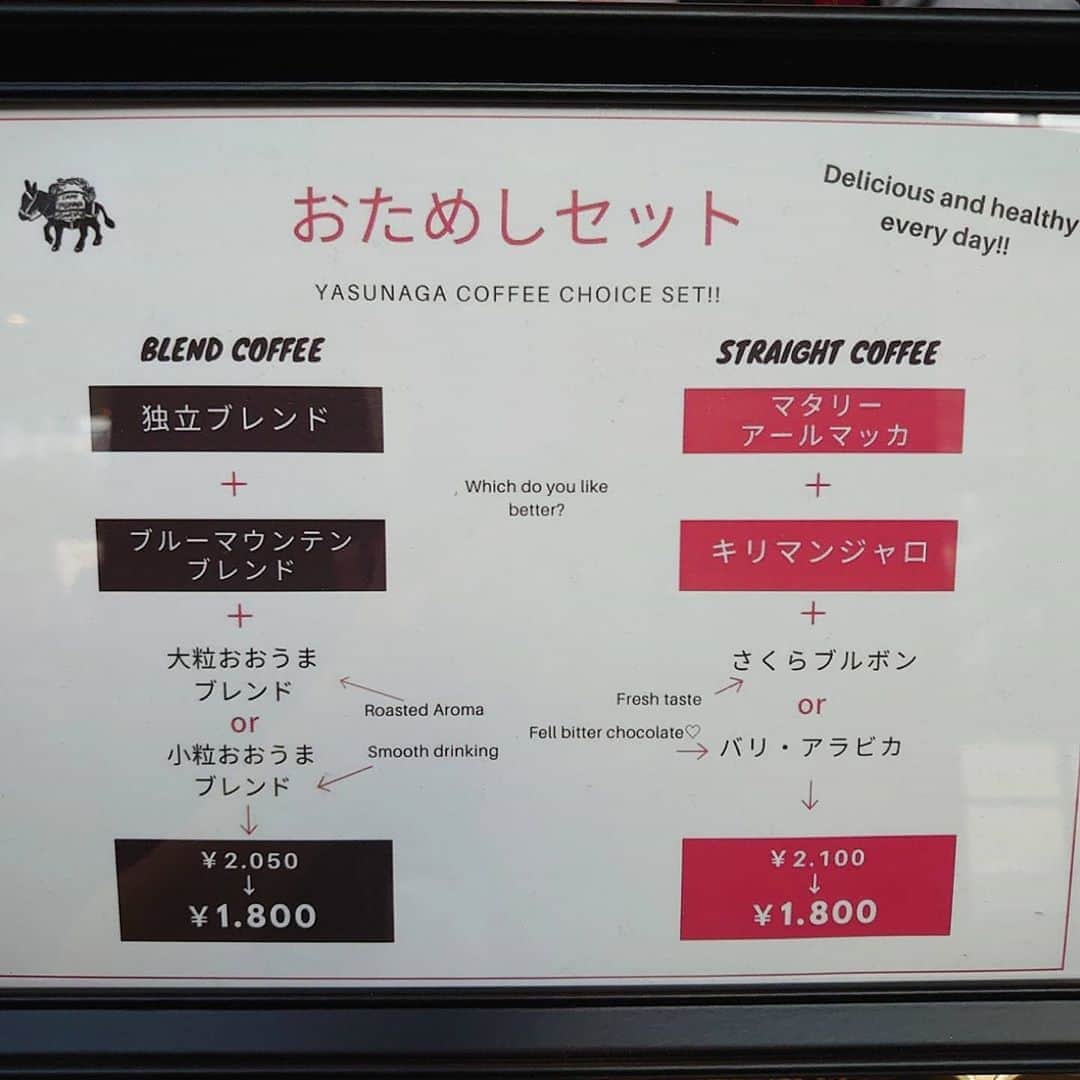 おためしセット
Delicious and healthy
every day!!
YASUNAGA COFFEE CHOICE SET!!
BLEND COFFEE
独立ブレンド
+
ブルーマウンテン
ブレンド
+
大粒おおうま
ブレンド
or
小粒おおうま
ブレンド
Roasted Aroma
Smooth drinking
↓
¥2.050
↓
¥1.800
Which do you like
better?
STRAIGHT COFFEE
マタリー
アールマッカ
+
キリマンジャロ
+
さくらブルボン
or
バリ・アラビカ
Fresh taste
Fell bitter chocolate♡
↓
¥2.100
↓
¥1.800